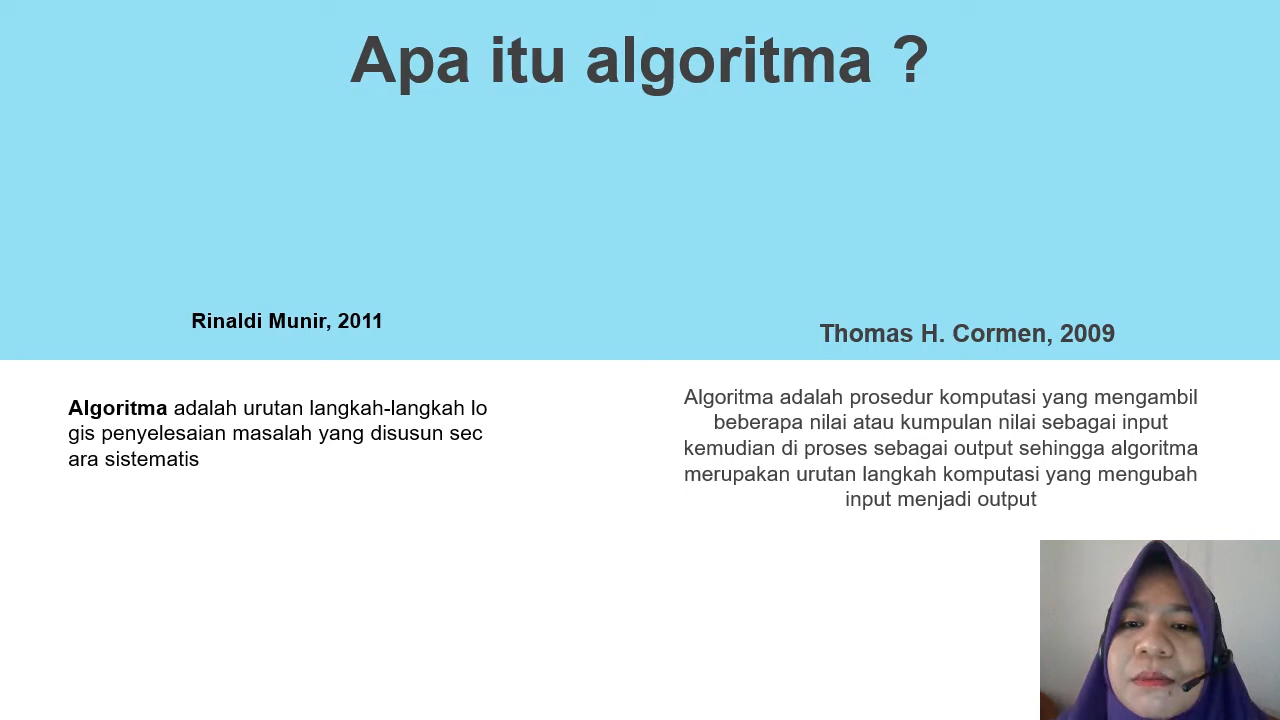 Apa itu algoritma ?
Rinaldi Munir, 2011
Algoritma adalah urutan langkah-langkah lo
gis penyelesaian masalah yang disusun sec
ara sistematis
Thomas H. Cormen, 2009
Algoritma adalah prosedur komputasi yang mengambil
beberapa nilai atau kumpulan nilai sebagai input
kemudian di proses sebagai output sehingga algoritma
merupakan urutan langkah komputasi yang mengubah
input menjadi output